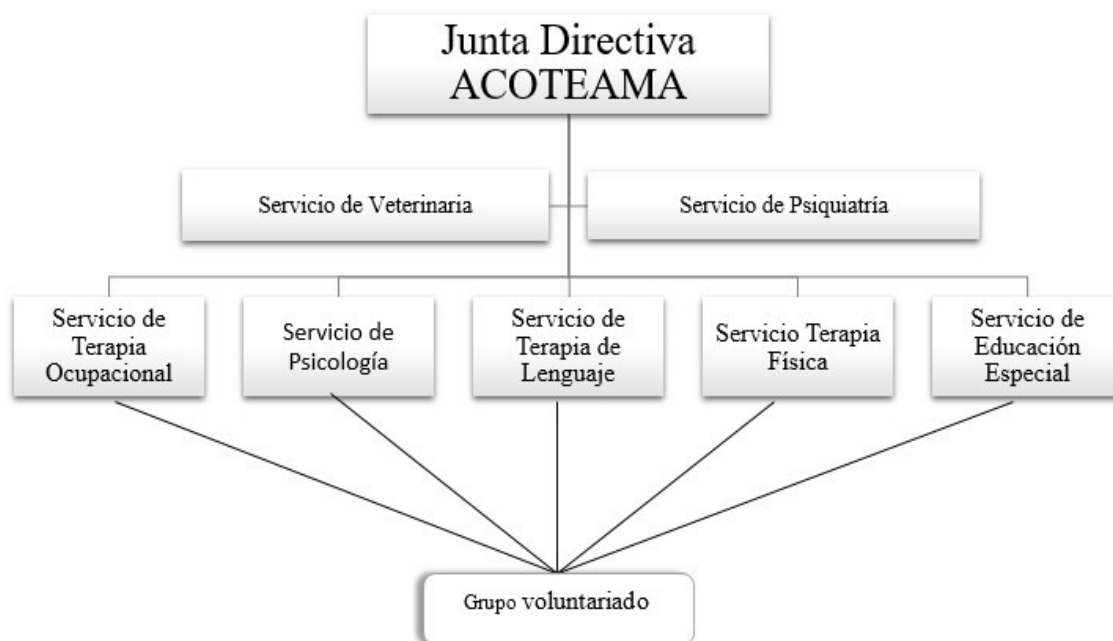 Junta Directiva
ACOTEAMA
Servicio de Veterinaria
Servicio de Psiquiatría
Servicio de
Terapia
Ocupacional
Servicio de
Psicología
Servicio de
Terapia de
Lenguaje
Servicio Terapia
Física
Servicio de
Educación
Especial
Grupo voluntariado